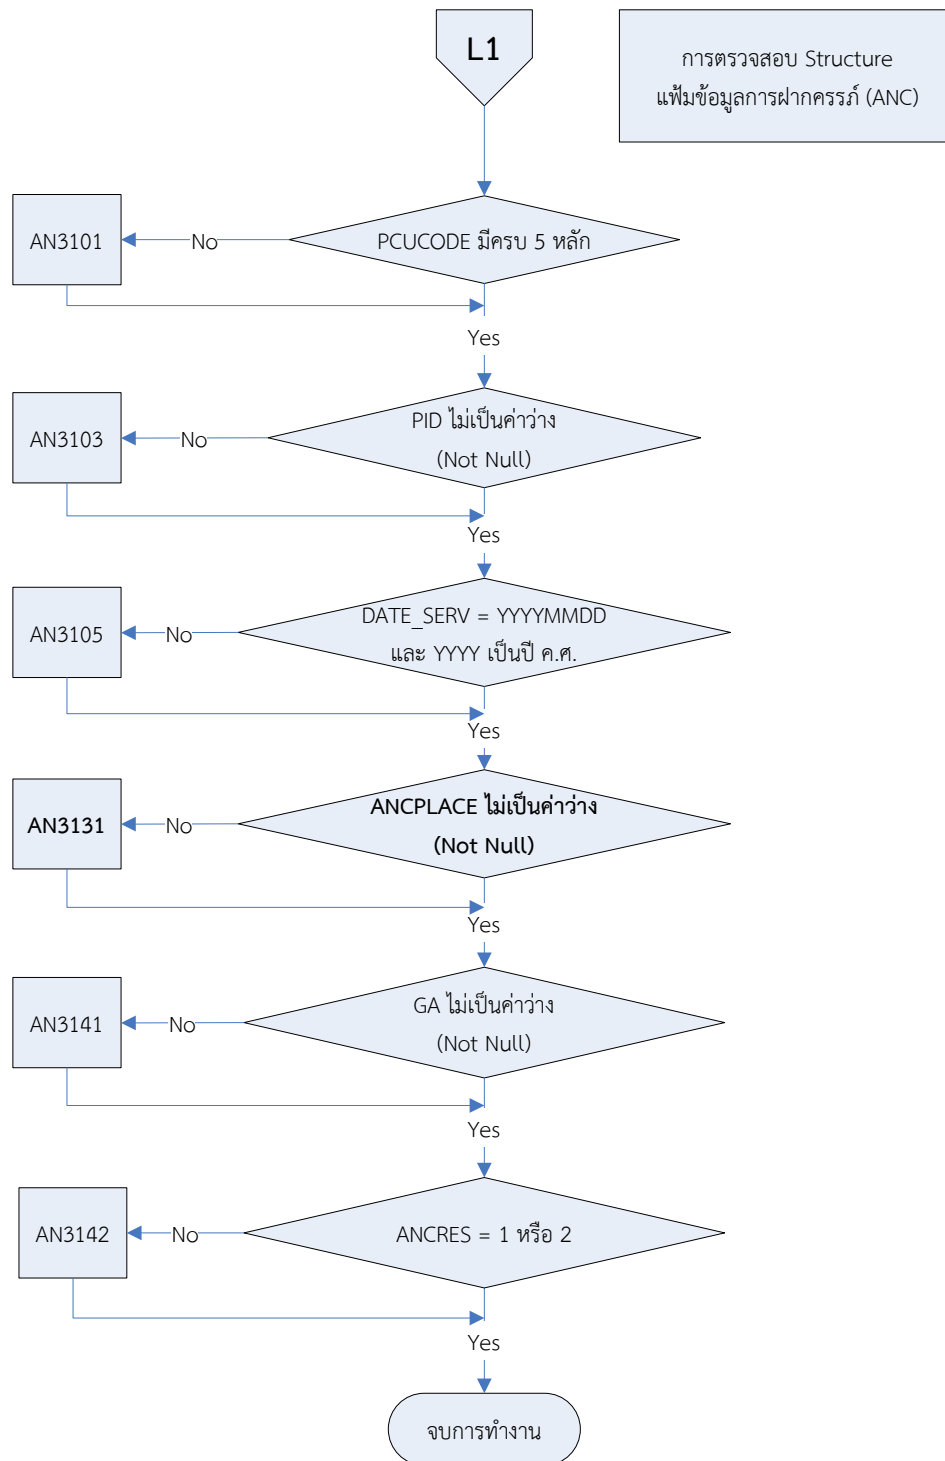 L1
การตรวจสอบ Structure
แฟ้มข้อมูลการฝากครรภ์ (ANC)
PCUCODE มีครบ 5 หลัก
No
AN3101
Yes
PID ไม่เป็นค่าว่าง
(Not Null)
No
AN3103
Yes
DATE_SERV = YYYYMMDD
และ YYYY เป็นปี ค.ศ.
No
AN3105
Yes
ANCPLACE ไม่เป็นค่าว่าง
(Not Null)
No
AN3131
Yes
GA ไม่เป็นค่าว่าง
(Not Null)
No
AN3141
Yes
ANCRES = 1 หรือ 2
No
AN3142
Yes
จบการทำงาน